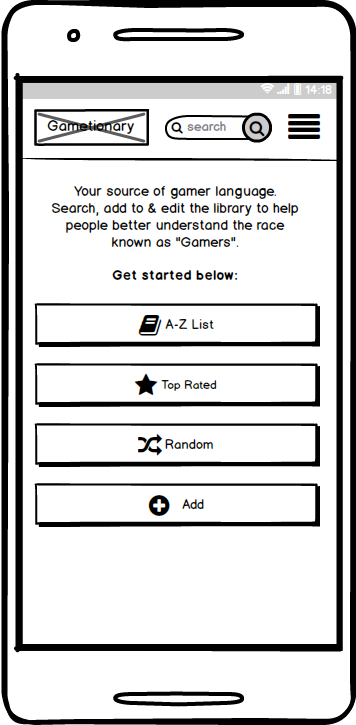 14:18
Gametionary
search
Your source of gamer language.
Search, add to & edit the library to help
people better understand the race
known as "Gamers".
Get started below:
A-Z List
Top Rated
Random
Add